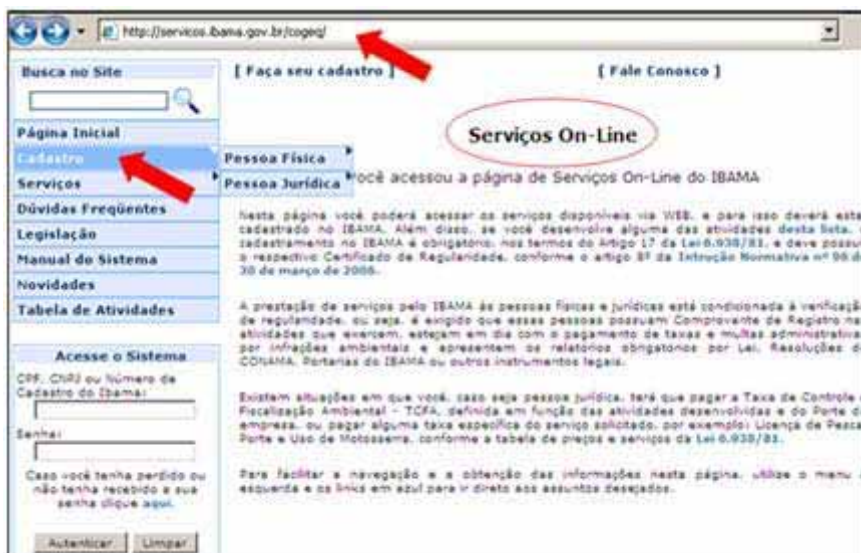 http://servicos.ibama.gov.br/cogeq/
Busca no Site
[ Faça seu cadastro ]
[ Fale Conosco ]
Serviços On-Line
Página Inicial
Cadastro
Serviços
Dúvidas Freqüentes
Legislação
Manual do Sistema
Novidades
Tabela de Atividades
Pessoa Física
Pessoa Jurídica
ocê acessou a página de Serviços On-Line do IBAMA
Nesta página você poderá acessar os serviços disponíveis via WEB, e para isso deverá esta
cadastrado no IBAMA. Além disso, se você desenvolve alguma das atividades desta lista,
cadastramento no IBAMA é obrigatório, nos termos do Artigo 17 da Lei 6.938/81, e deve possui
o respectivo Certificado de Regularidade, conforme o artigo 8º da Intrução Normativa nº 96 d
30 de março de 2006.
A prestação de serviços pelo IBAMA às pessoas físicas e jurídicas está condicionada à verificaçã
de regularidade, ou seja, é exigido que essas pessoas possuam Comprovante de Registro na
atividades que exercem, estejam em dia com o pagamento de taxas e multas administrativa
por infrações ambientais e apresentem os relatórios obrigatórios por Lei, Resoluções d
CONAMA, Portarias do IBAMA ou outros instrumentos legais.
Existem situações em que você, caso seja pessoa jurídica, terá que pagar a Taxa de Controle
Fiscalização Ambiental - TCFA, definida em função das atividades desenvolvidas e do Porte d
empresa, ou pagar alguma taxa específica do serviço solicitado, por exemplo: Licença de Pesca
Porte e Uso de Motosserra, conforme a tabela de preços e serviços da Lei 6.938/81.
Para facilitar a navegação e a obtenção das informações nesta página, utilize o menu
esquerda e os links em azul para ir direto aos assuntos desejados.
Acesse o Sistema
CPF, CNPJ ou Número de
Cadastro do Ibama:
Senha:
Caso você tenha perdido ou
não tenha recebido a sua
senha clique aqui.
Autenticar
Limpar